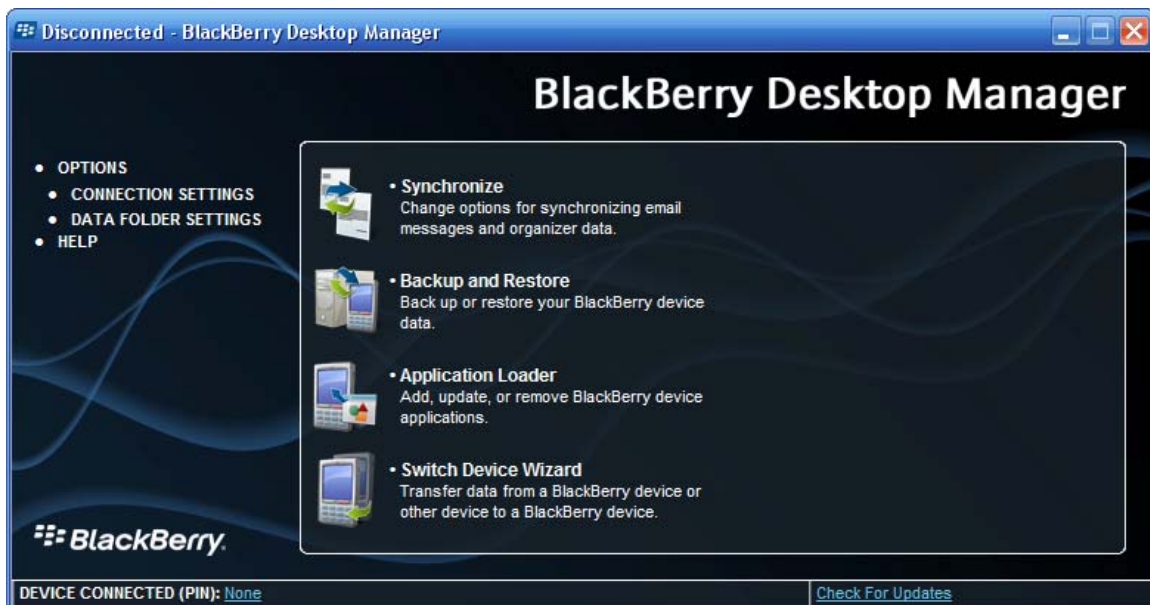 Disconnected - BlackBerry Desktop Manager
BlackBerry Desktop Manager
• OPTIONS
• CONNECTION SETTINGS
• DATA FOLDER SETTINGS
• HELP
• Synchronize
Change options for synchronizing email
messages and organizer data.
• Backup and Restore
Back up or restore your BlackBerry device
data.
• Application Loader
Add, update, or remove BlackBerry device
applications.
• Switch Device Wizard
Transfer data from a BlackBerry device or
other device to a BlackBerry device.
BlackBerry.
DEVICE CONNECTED (PIN): None
Check For Updates